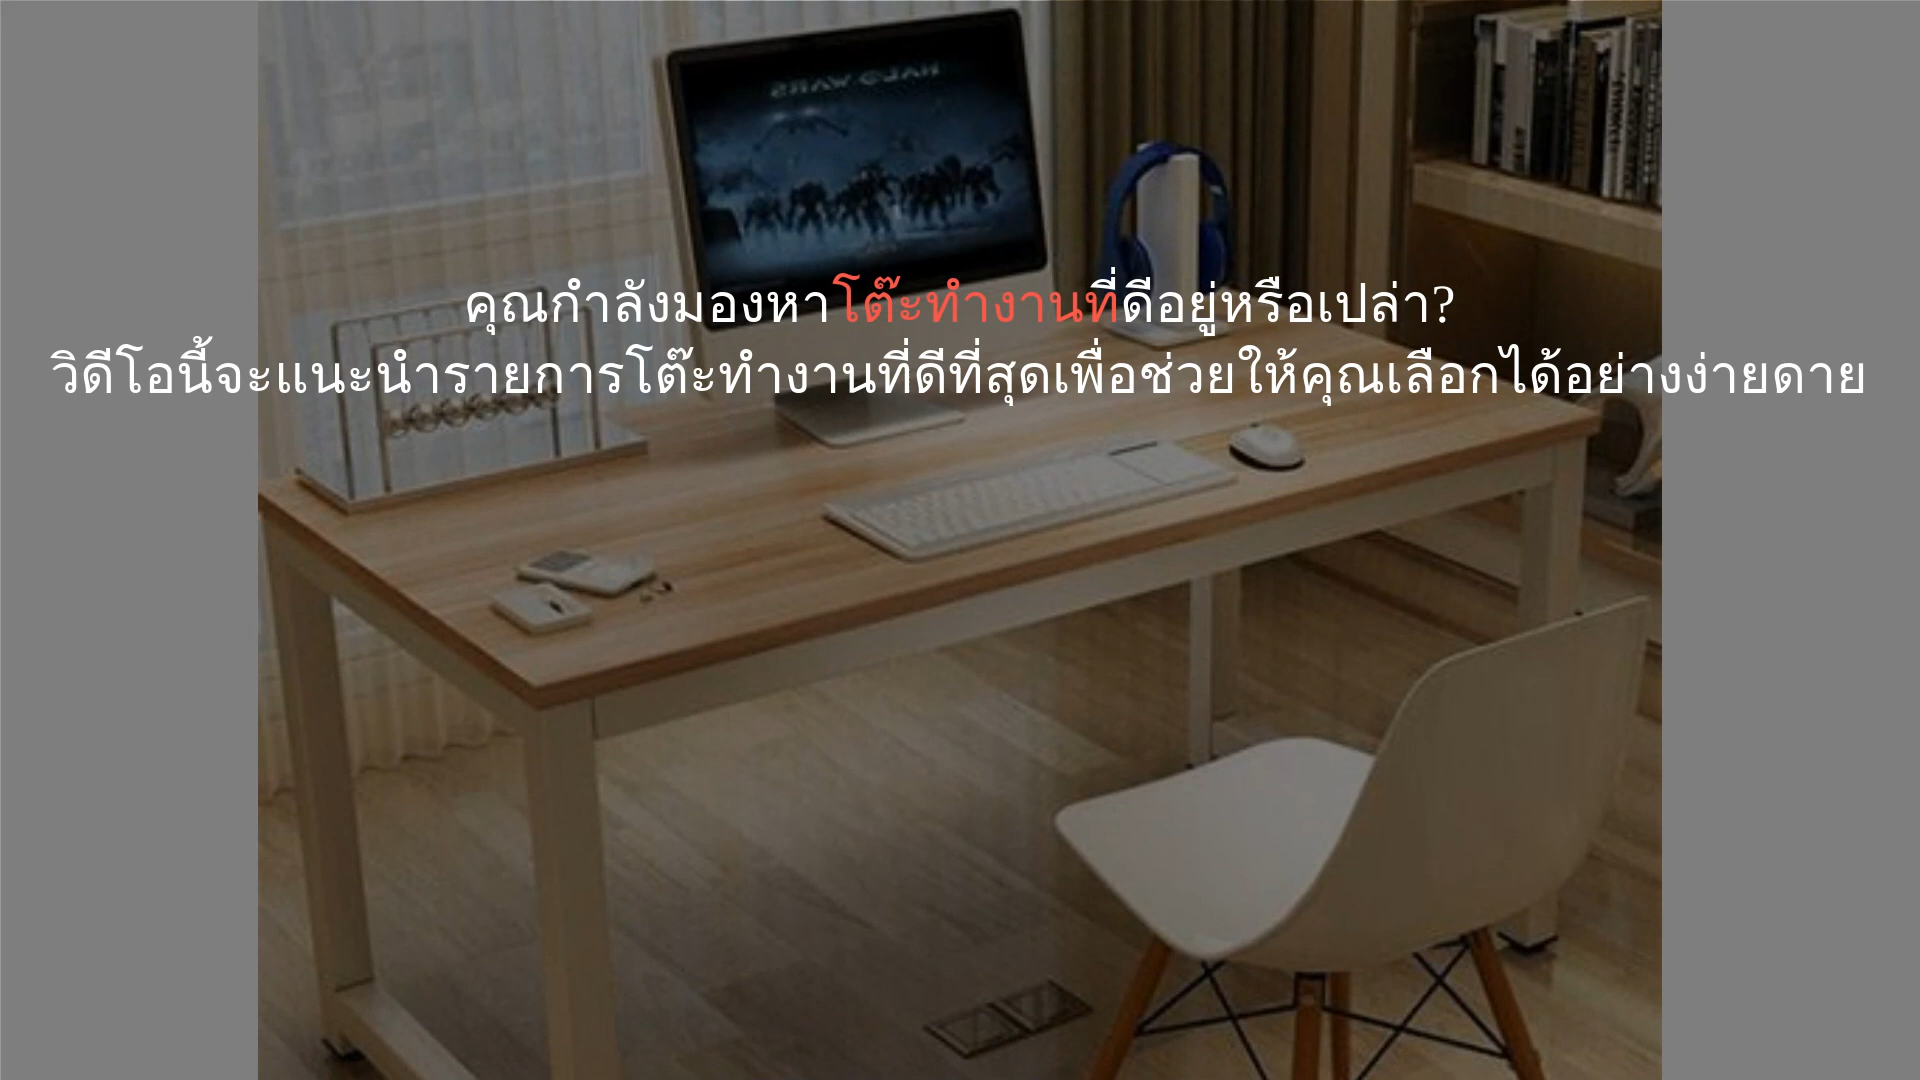 คุณกำลังมองหาโต๊ะทำงานที่ดีอยู่หรือเปล่า?
วิดีโอนี้จะแนะนำรายการโต๊ะทำงานที่ดีที่สุดเพื่อช่วยให้คุณเลือกได้อย่างง่ายดาย